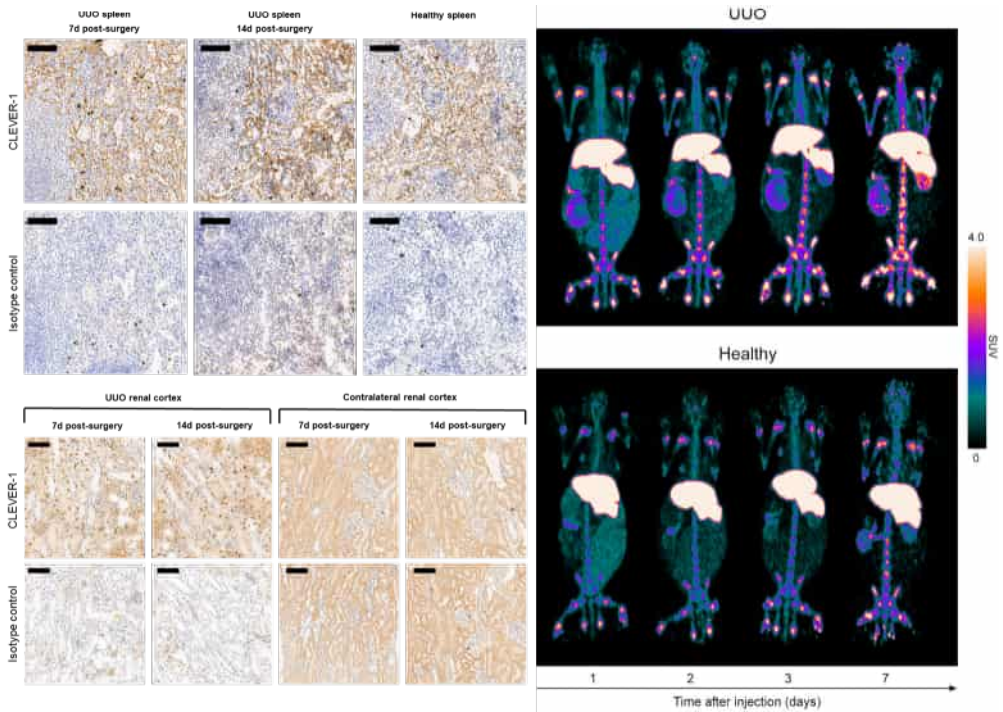 UUO spleen
7d post-surgery
UUO spleen
14d post-surgery
Healthy spleen
CLEVER-1
Isotype control
UUO renal cortex
Contralateral renal cortex
7d post-surgery
14d post-surgery
7d post-surgery
14d post-surgery
CLEVER-1
Isotype control
UUO
4.0
SUV
0
Healthy
1
2
3
7
Time after injection (days)